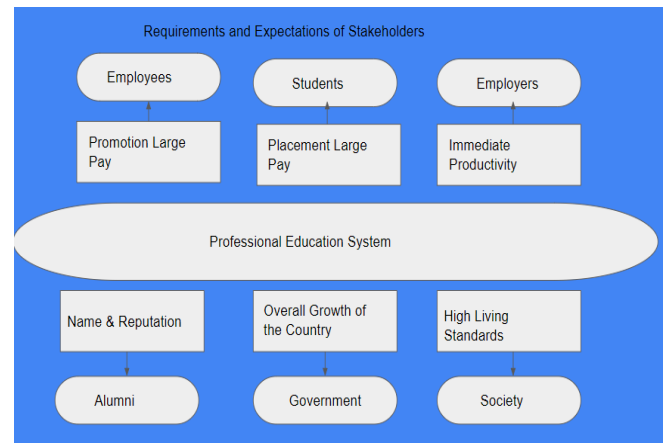 Requirements and Expectations of Stakeholders
Employees
Students
Employers
Promotion Large
Pay
Placement Large
Pay
Immediate
Productivity
Professional Education System
Name & Reputation
Overall Growth of
the Country
High Living
Standards
Alumni
Government
Society